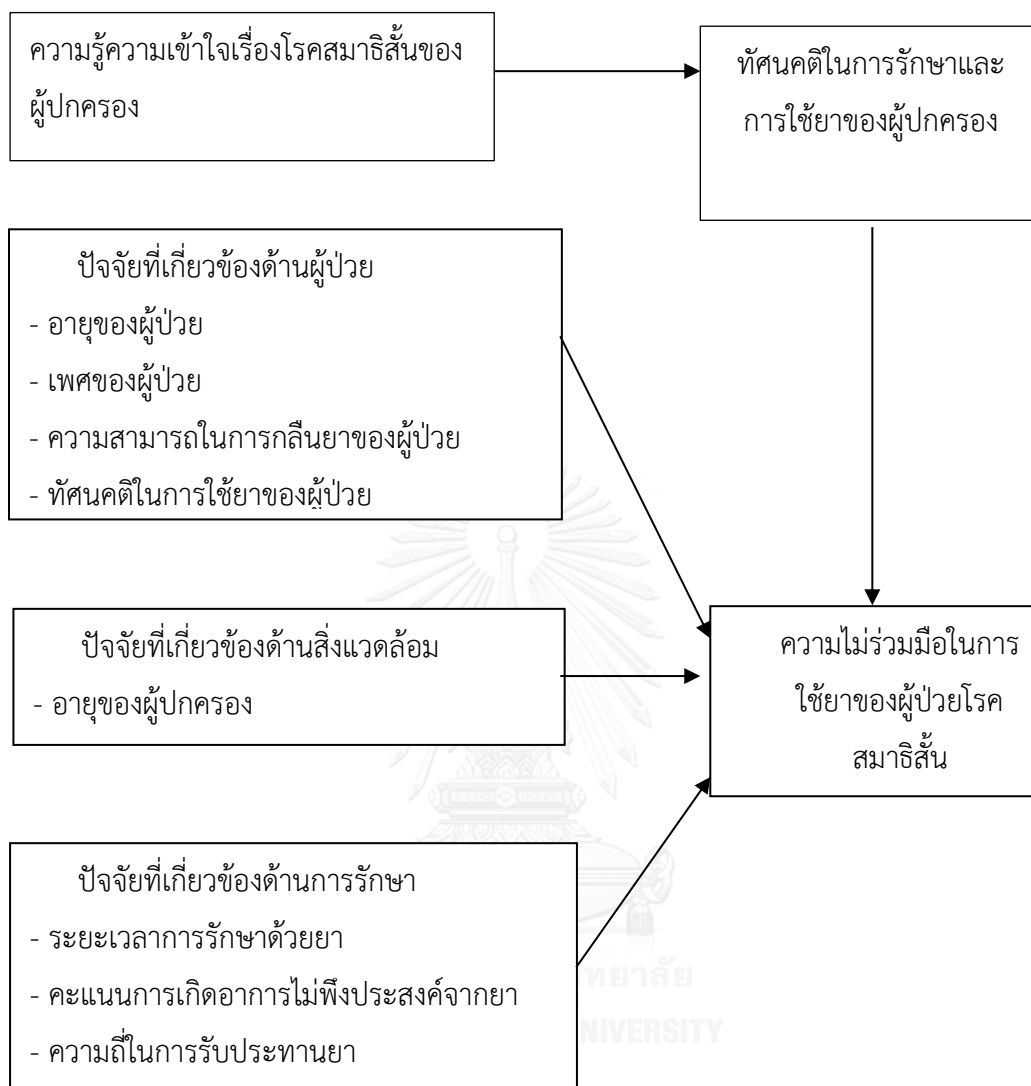 ความรู้ความเข้าใจเรื่องโรคสมาธิสั้นของ
ผู้ปกครอง
ทัศนคติในการรักษาและ
การใช้ยาของผู้ปกครอง
ปัจจัยที่เกี่ยวข้องด้านผู้ป่วย
- อายุของผู้ป่วย
- เพศของผู้ป่วย
- ความสามารถในการกลืนยาของผู้ป่วย
- ทัศนคติในการใช้ยาของผู้ป่วย
ปัจจัยที่เกี่ยวข้องด้านสิ่งแวดล้อม
- อายุของผู้ปกครอง
ความไม่ร่วมมือในการ
ใช้ยาของผู้ป่วยโรค
สมาธิสั้น
ปัจจัยที่เกี่ยวข้องด้านการรักษา
- ระยะเวลาการรักษาด้วยยา
- คะแนนการเกิดอาการไม่พึงประสงค์จากยา
- ความถี่ในการรับประทานยา